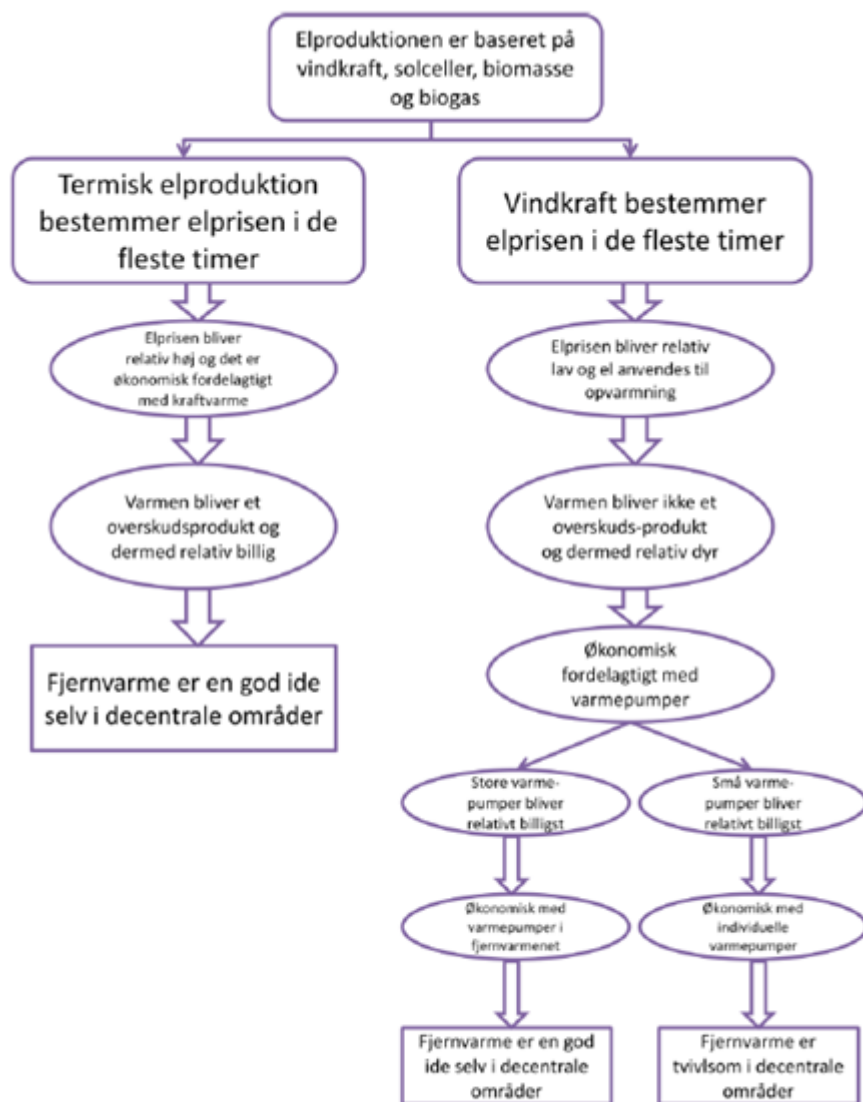 Elproduktionen er baseret på
vindkraft, solceller, biomasse
og biogas
Termisk elproduktion
bestemmer elprisen i de
fleste timer
Elprisen bliver
relativ høj og det er
økonomisk fordelagtigt
med kraftvarme
Varmen bliver et
overskudsprodukt og
dermed relativ billig
Fjernvarme er en god ide
selv i decentrale områder
Vindkraft bestemmer
elprisen i de fleste timer
Elprisen bliver relativ
lav og el anvendes til
opvarmning
Varmen bliver ikke et
overskuds-produkt
og dermed relativ dyr
Økonomisk
fordelagtigt med
varmepumper
Store varme-
pumper bliver
relativt billigst
Økonomisk med
varmepumper i
fjernvarmenet
Fjernvarme er en god
ide selv i decentrale
områder
Små varme-
pumper bliver
relativt billigst
Økonomisk med
individuelle
varmepumper
Fjernvarme er
tvivlsom i decentrale
områder